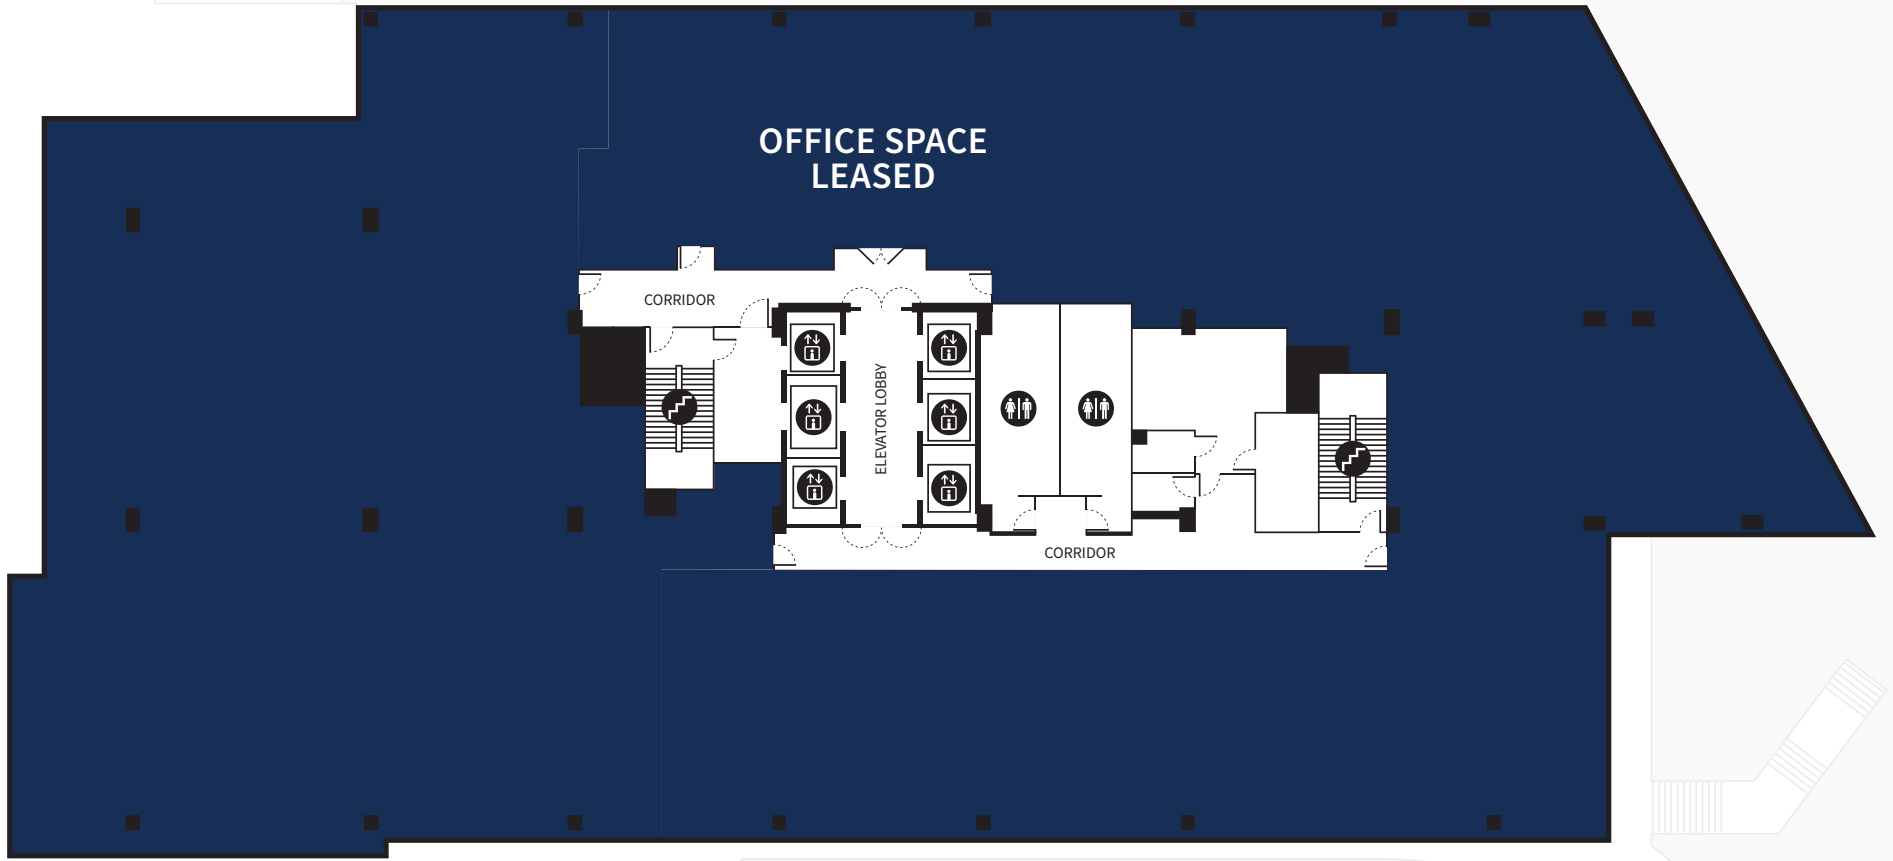 OFFICE SPACE
LEASED
CORRIDOR
ELEVATOR LOBBY
CORRIDOR